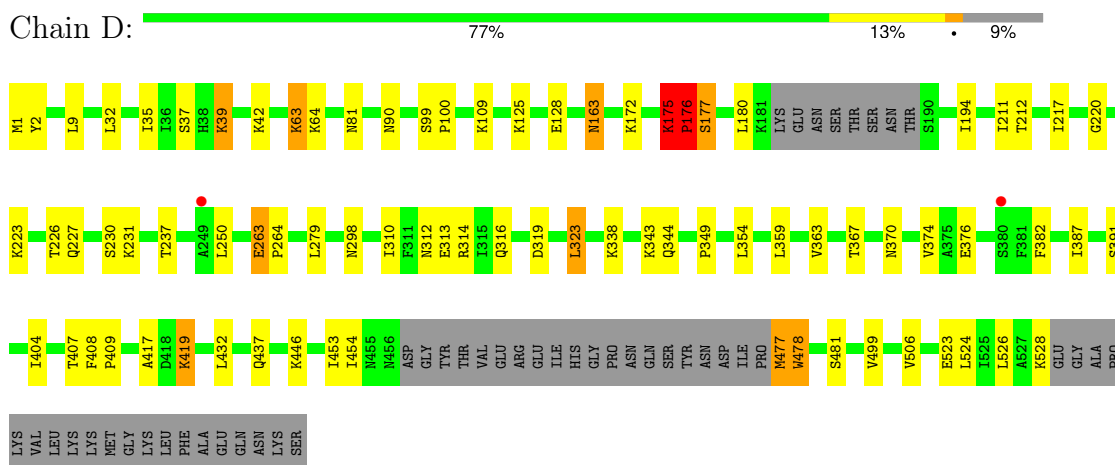 Chain D:
77% 13% • 9%
M1 Y2 L9 L32 I35 I36 S37 H38 K39 K42 K63 K64 N81 N90 S99 P100 K109 K125 E128 N163 K172 K175 P176 S177 L180 K181 LYS GLU ASN SER THR SER ASN THR S190 I194 I211 T212 I217 G220
K223 T226 Q227 S230 K231 T237 A249 L250 E263 P264 L279 N298 I310 F311 N312 E313 R314 I315 Q316 D319 L323 K338 K343 Q344 P349 L354 L359 V363 T367 N370 V374 A375 E376 S380 F381 F382 I387 S391
I404 T407 F408 P409 A417 D418 K419 L432 Q437 K446 I453 I454 N455 N456 ASP GLY TYR THR VAL GLU ARG GLU ILE HIS GLY PRO ASN GLN SER TYR ASN ASP ILE PRO M477 W478 S481 V499 V506 E523 L524 I525 L526 A527 K528 GLU GLY ALA PRO
LYS VAL LEU LYS LYS MET GLY LYS LEU PHE ALA GLU GLN ASN LYS SER